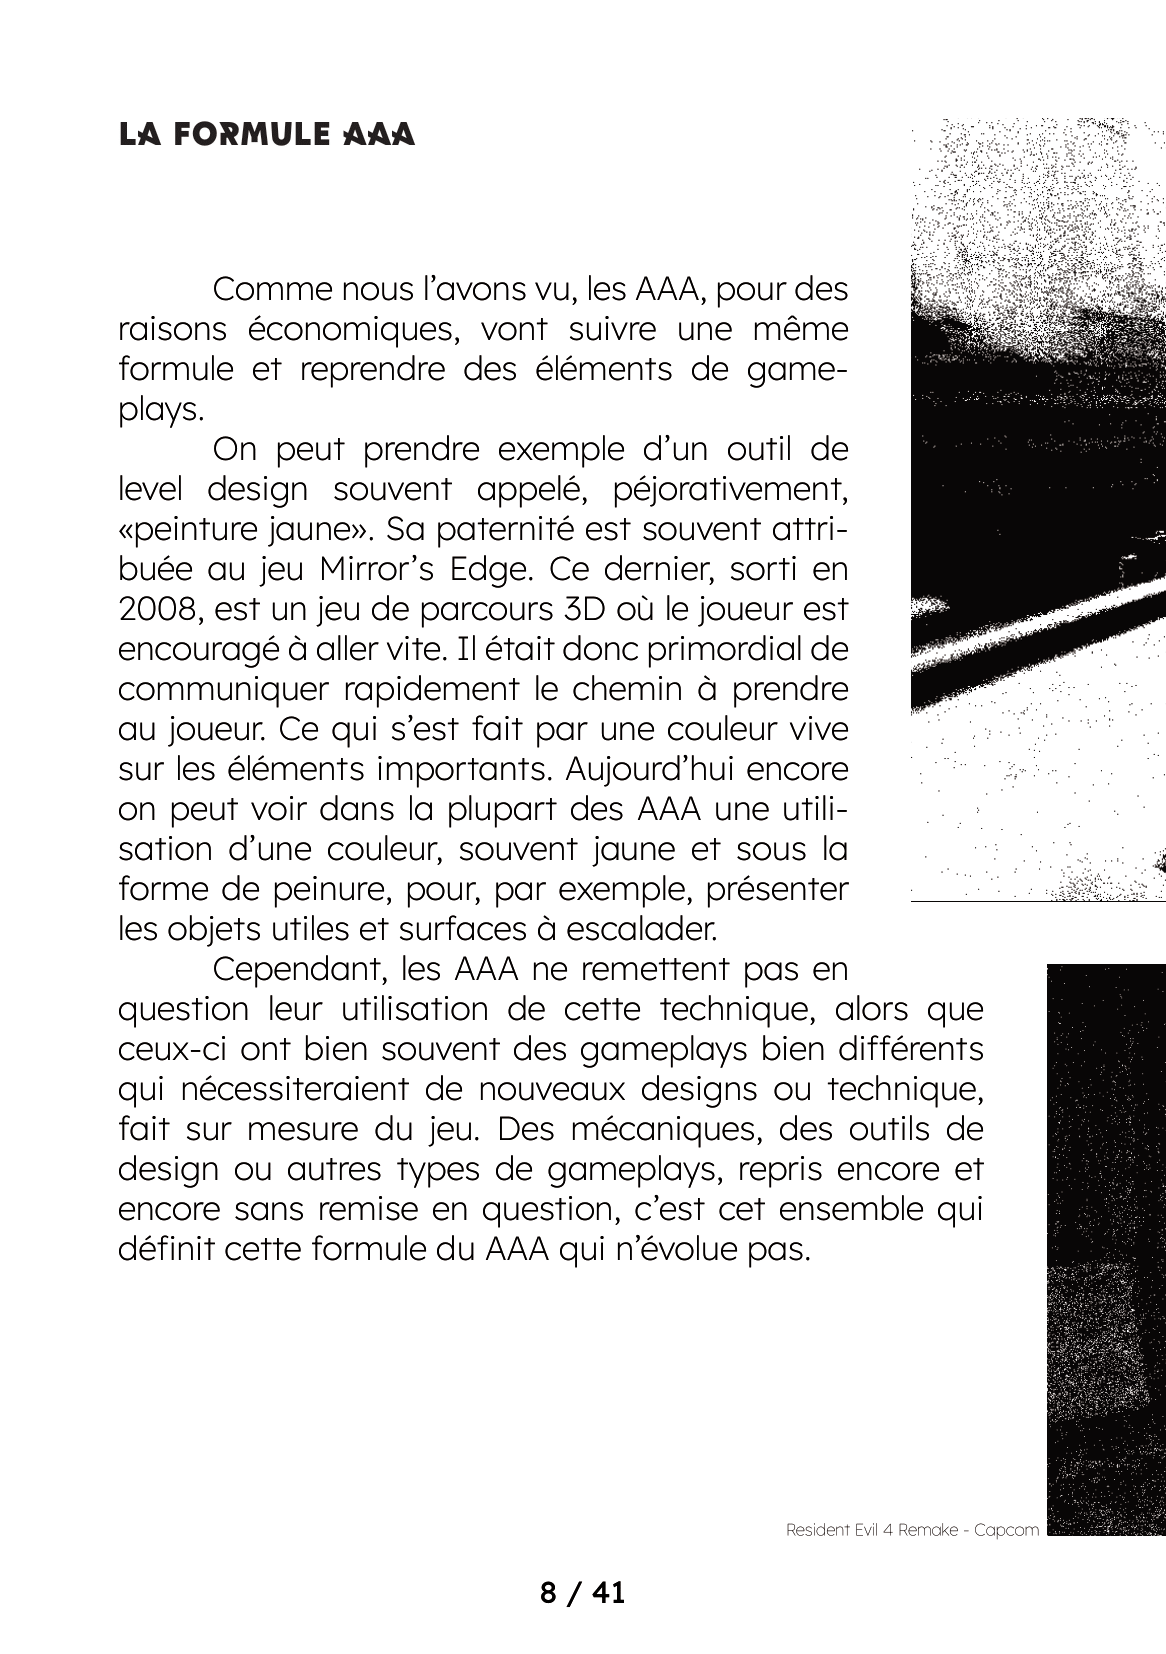 LA FORMULE AAA
Comme nous l’avons vu, les AAA, pour des
raisons économiques, vont suivre une même
formule et reprendre des éléments de game-
plays.
On peut prendre exemple d’un outil de
level design souvent appelé, péjorativement,
«peinture jaune». Sa paternité est souvent attri-
buée au jeu Mirror’s Edge. Ce dernier, sorti en
2008, est un jeu de parcours 3D où le joueur est
encouragé à aller vite. Il était donc primordial de
communiquer rapidement le chemin à prendre
au joueur. Ce qui s’est fait par une couleur vive
sur les éléments importants. Aujourd’hui encore
on peut voir dans la plupart des AAA une utili-
sation d’une couleur, souvent jaune et sous la
forme de peinure, pour, par exemple, présenter
les objets utiles et surfaces à escalader.
Cependant, les AAA ne remettent pas en
question leur utilisation de cette technique, alors que
ceux-ci ont bien souvent des gameplays bien différents
qui nécessiteraient de nouveaux designs ou technique,
fait sur mesure du jeu. Des mécaniques, des outils de
design ou autres types de gameplays, repris encore et
encore sans remise en question, c’est cet ensemble qui
définit cette formule du AAA qui n’évolue pas.
Resident Evil 4 Remake - Capcom
8 / 41